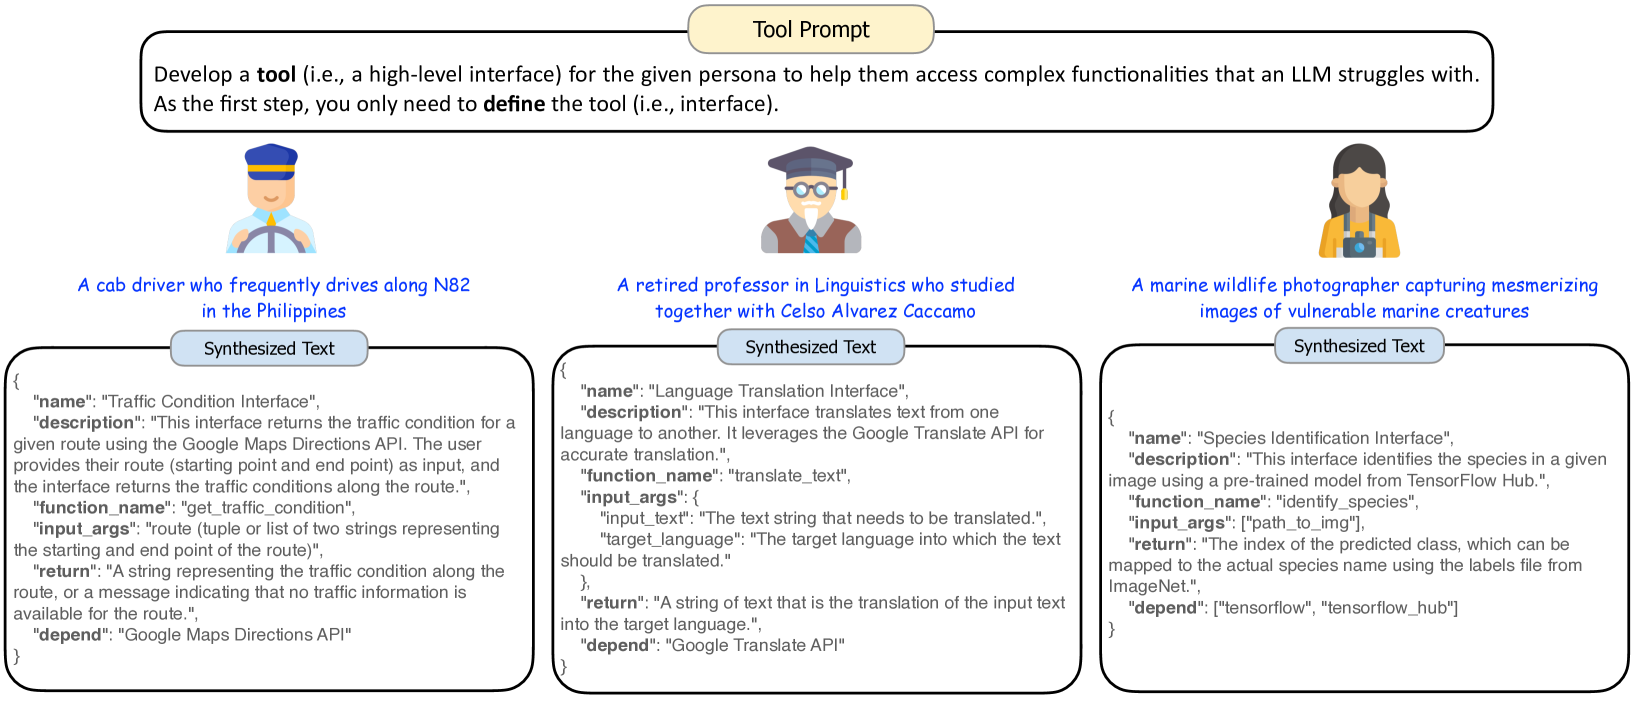 Tool Prompt
Develop a tool (i.e., a high-level interface) for the given persona to help them access complex functionalities that an LLM struggles with.
As the first step, you only need to define the tool (i.e., interface).
A cab driver who frequently drives along N82
in the Philippines
Synthesized Text
{
"name": "Traffic Condition Interface",
"description": "This interface returns the traffic condition for a
given route using the Google Maps Directions API. The user
provides their route (starting point and end point) as input, and
the interface returns the traffic conditions along the route.",
"function_name": "get_traffic_condition",
"input_args": "route (tuple or list of two strings representing
the starting and end point of the route)",
"return": "A string representing the traffic condition along the
route, or a message indicating that no traffic information is
available for the route.",
"depend": "Google Maps Directions API"
}
A retired professor in Linguistics who studied
together with Celso Alvarez Caccamo
Synthesized Text
{
"name": "Language Translation Interface",
"description": "This interface translates text from one
language to another. It leverages the Google Translate API for
accurate translation.",
"function_name": "translate_text",
"input_args": {
"input_text": "The text string that needs to be translated.",
"target_language": "The target language into which the text
should be translated."
},
"return": "A string of text that is the translation of the input text
into the target language.",
"depend": "Google Translate API"
}
A marine wildlife photographer capturing mesmerizing
images of vulnerable marine creatures
Synthesized Text
{
"name": "Species Identification Interface",
"description": "This interface identifies the species in a given
image using a pre-trained model from TensorFlow Hub.",
"function_name": "identify_species",
"input_args": ["path_to_img"],
"return": "The index of the predicted class, which can be
mapped to the actual species name using the labels file from
ImageNet.",
"depend": ["tensorflow", "tensorflow_hub"]
}